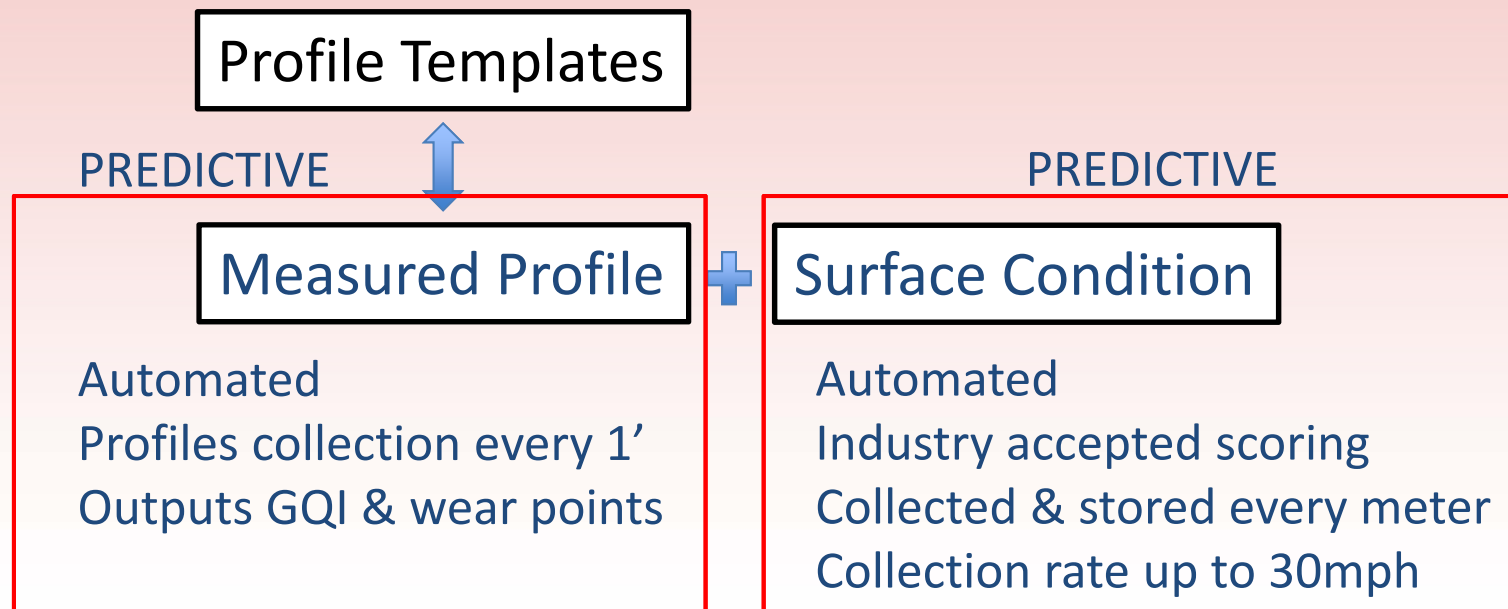 Profile Templates
PREDICTIVE
PREDICTIVE
Measured Profile
Surface Condition
Automated
Profiles collection every 1’
Outputs GQI & wear points
Automated
Industry accepted scoring
Collected & stored every meter
Collection rate up to 30mph